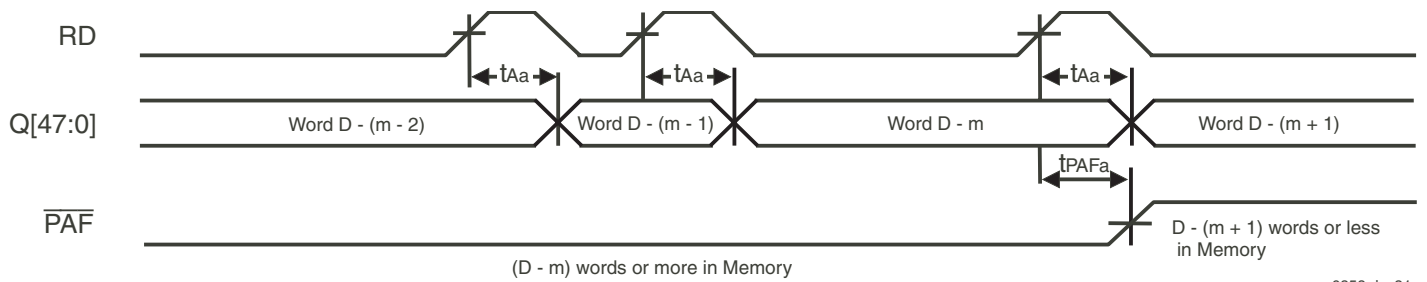 RD
tAa
tAa
tAa
Q[47:0]
Word D - (m - 2)
Word D - (m - 1)
Word D - m
Word D - (m + 1)
tPAFa
PAF
D - (m + 1) words or less
in Memory
(D - m) words or more in Memory